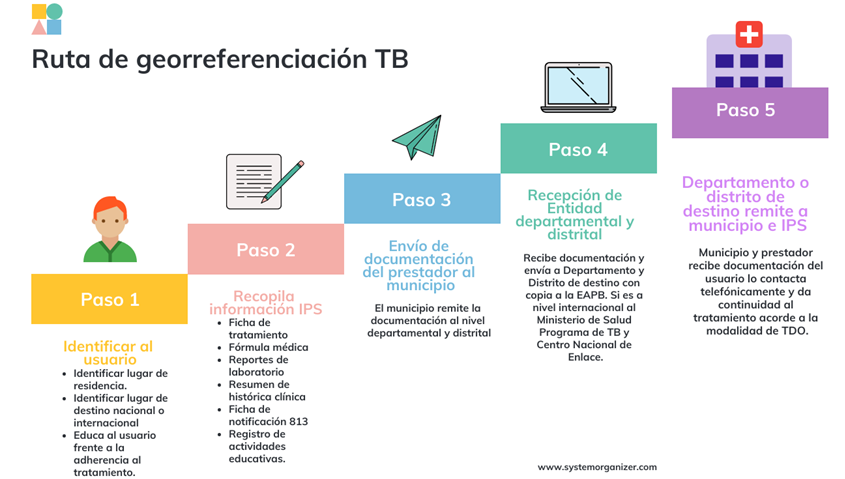 Ruta de georreferenciación TB
Paso 1
Identificar al
usuario
• Identificar lugar de
residencia.
• Identificar lugar de
destino nacional o
internacional
• Educa al usuario
frente a la
adherencia al
tratamiento.
Paso 2
Recopila
información IPS
• Ficha de
tratamiento
• Fórmula médica
• Reportes de
laboratorio
• Resumen de
histórica clínica
• Ficha de
notificación 813
• Registro de
actividades
educativas.
Paso 3
Envío de
documentación
del prestador al
municipio
El municipio remite la
documentación al nivel
departamental y distrital
Paso 4
Recepción de
Entidad
departamental y
distrital
Recibe documentación y
envía a Departamento y
Distrito de destino con
copia a la EAPB. Si es a
nivel internacional al
Ministerio de Salud
Programa de TB y
Centro Nacional de
Enlace.
Paso 5
Departamento o
distrito de
destino remite a
municipio e IPS
Municipio y prestador
recibe documentación del
usuario lo contacta
telefónicamente y da
continuidad al
tratamiento acorde a la
modalidad de TDO.
www.systemorganizer.com